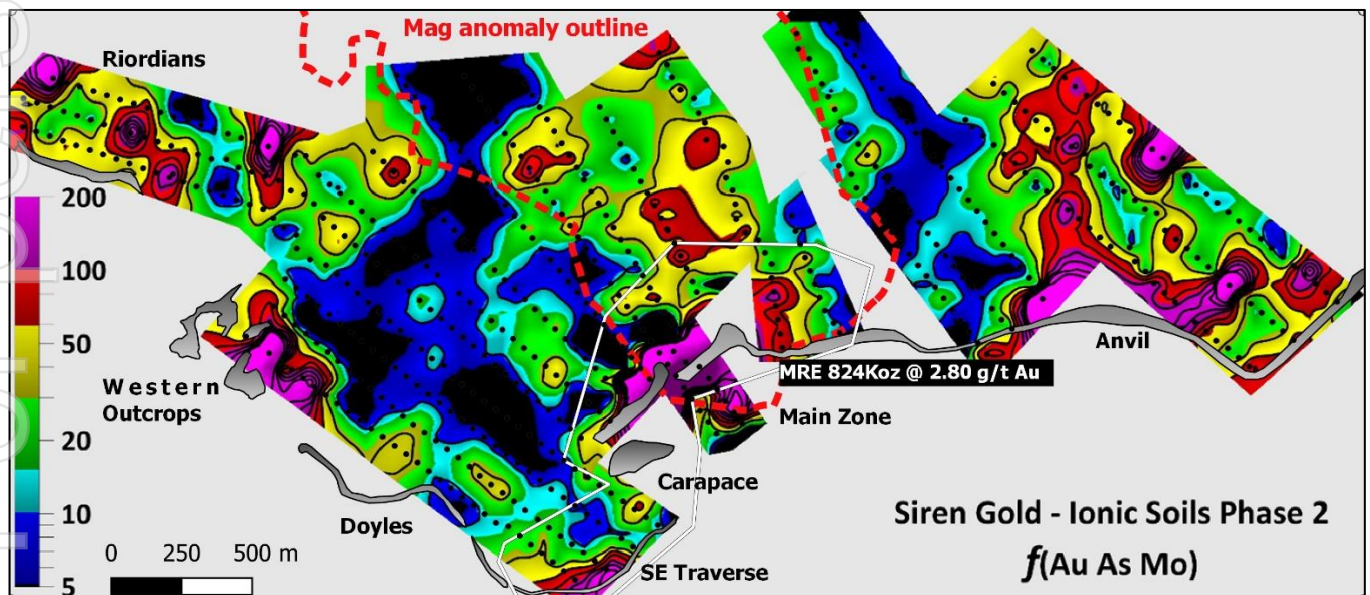 Mag anomaly outline
Riordians
200
100
50
20
10
5
Western
Outcrops
Anvil
MRE 824Koz @ 2.80 g/t Au
Main Zone
Carapace
Doyles
SE Traverse
0 250 500 m
Siren Gold - Ionic Soils Phase 2
f(Au As Mo)